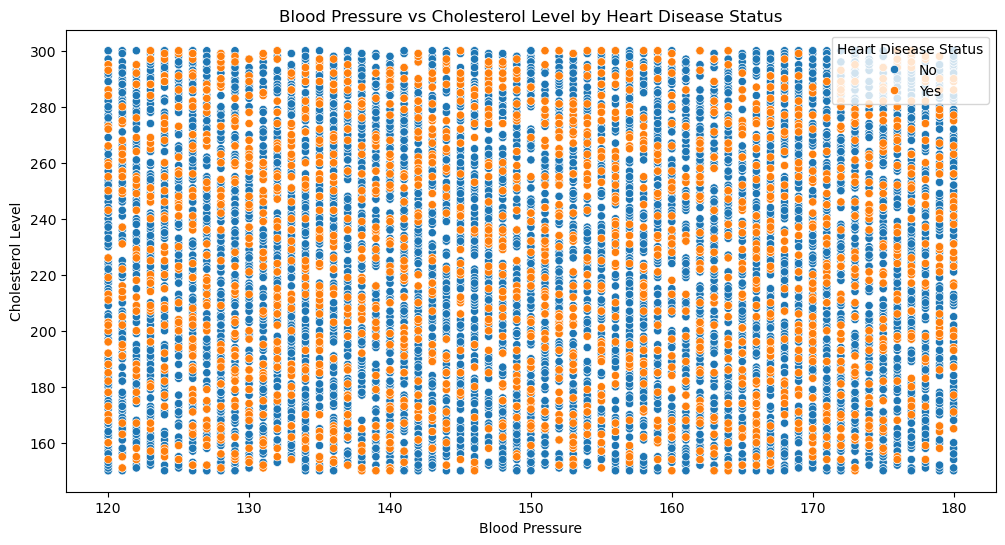 Blood Pressure vs Cholesterol Level by Heart Disease Status
Cholesterol Level
300
280
260
240
220
200
180
160
Heart Disease Status
No
Yes
120
130
140
150
160
170
180
Blood Pressure